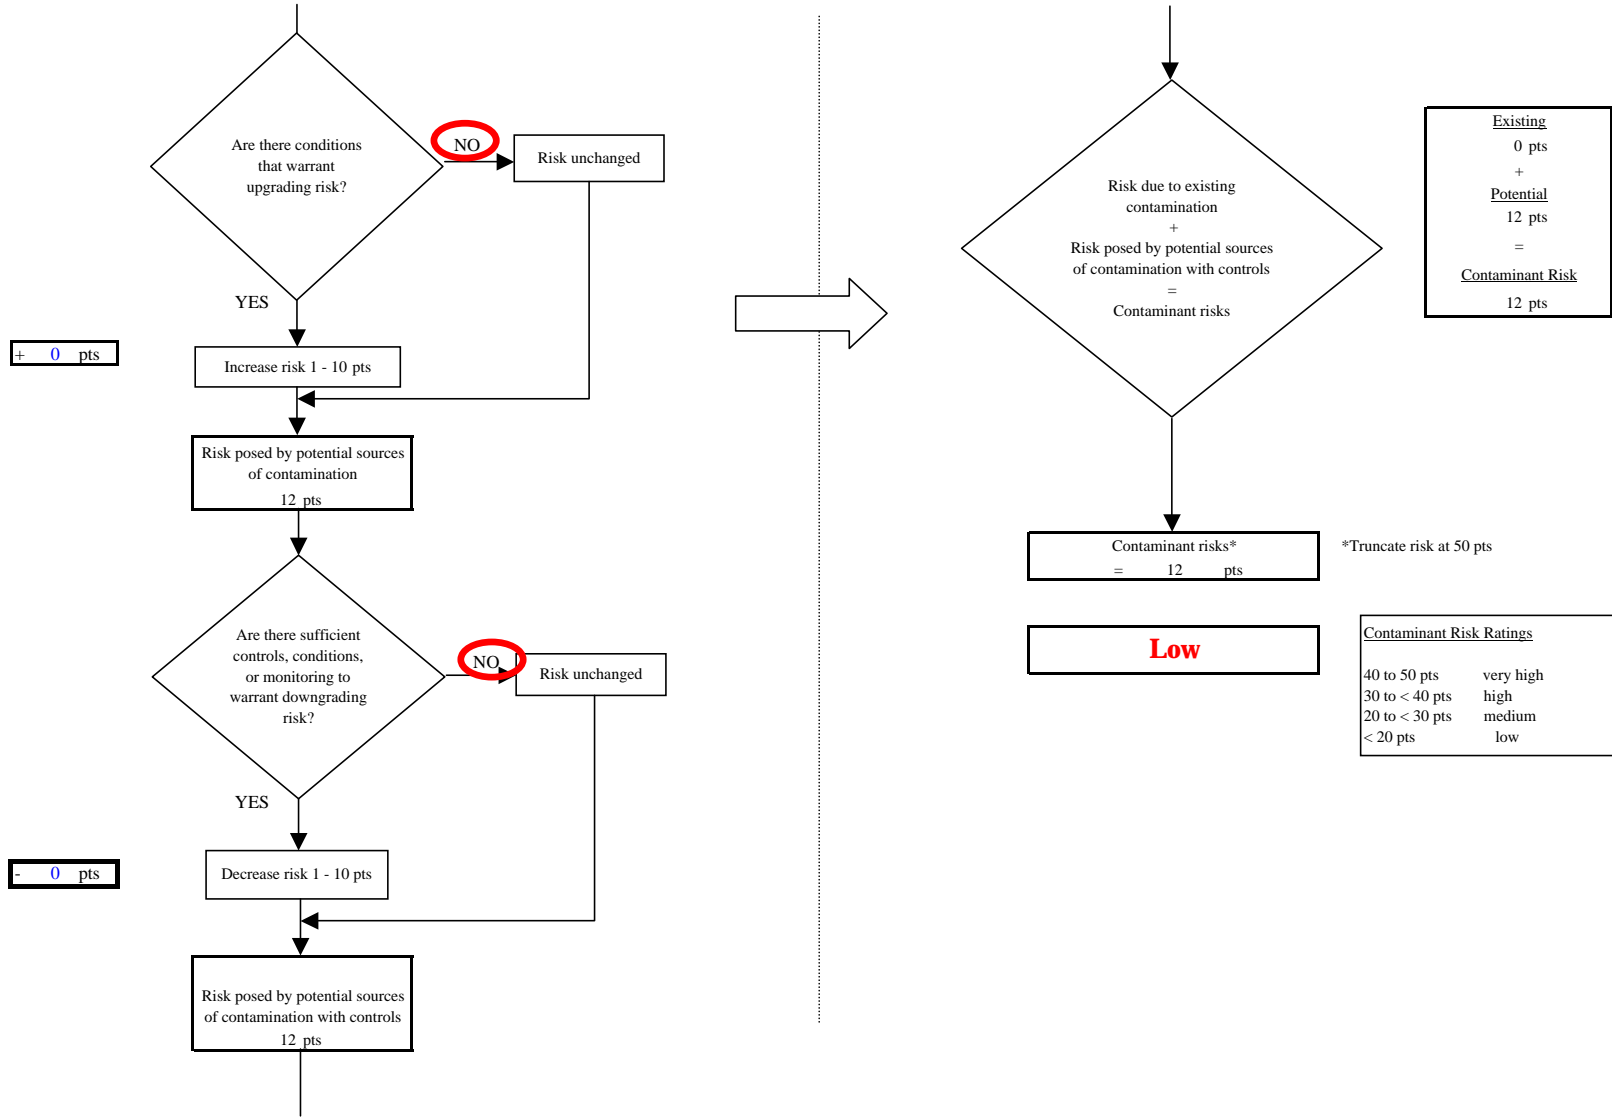 Are there conditions
that warrant
upgrading risk?
NO
Risk unchanged
YES
+ 0 pts
Increase risk 1 - 10 pts
Risk posed by potential sources
of contamination
12 pts
Are there sufficient
controls, conditions,
or monitoring to
warrant downgrading
risk?
NO
Risk unchanged
YES
- 0 pts
Decrease risk 1 - 10 pts
Risk posed by potential sources
of contamination with controls
12 pts
Risk due to existing
contamination
+
Risk posed by potential sources
of contamination with controls
=
Contaminant risks
Existing
0 pts
+
Potential
12 pts
=
Contaminant Risk
12 pts
Contaminant risks*
= 12 pts
*Truncate risk at 50 pts
Low
Contaminant Risk Ratings
40 to 50 pts very high
30 to < 40 pts high
20 to < 30 pts medium
< 20 pts low